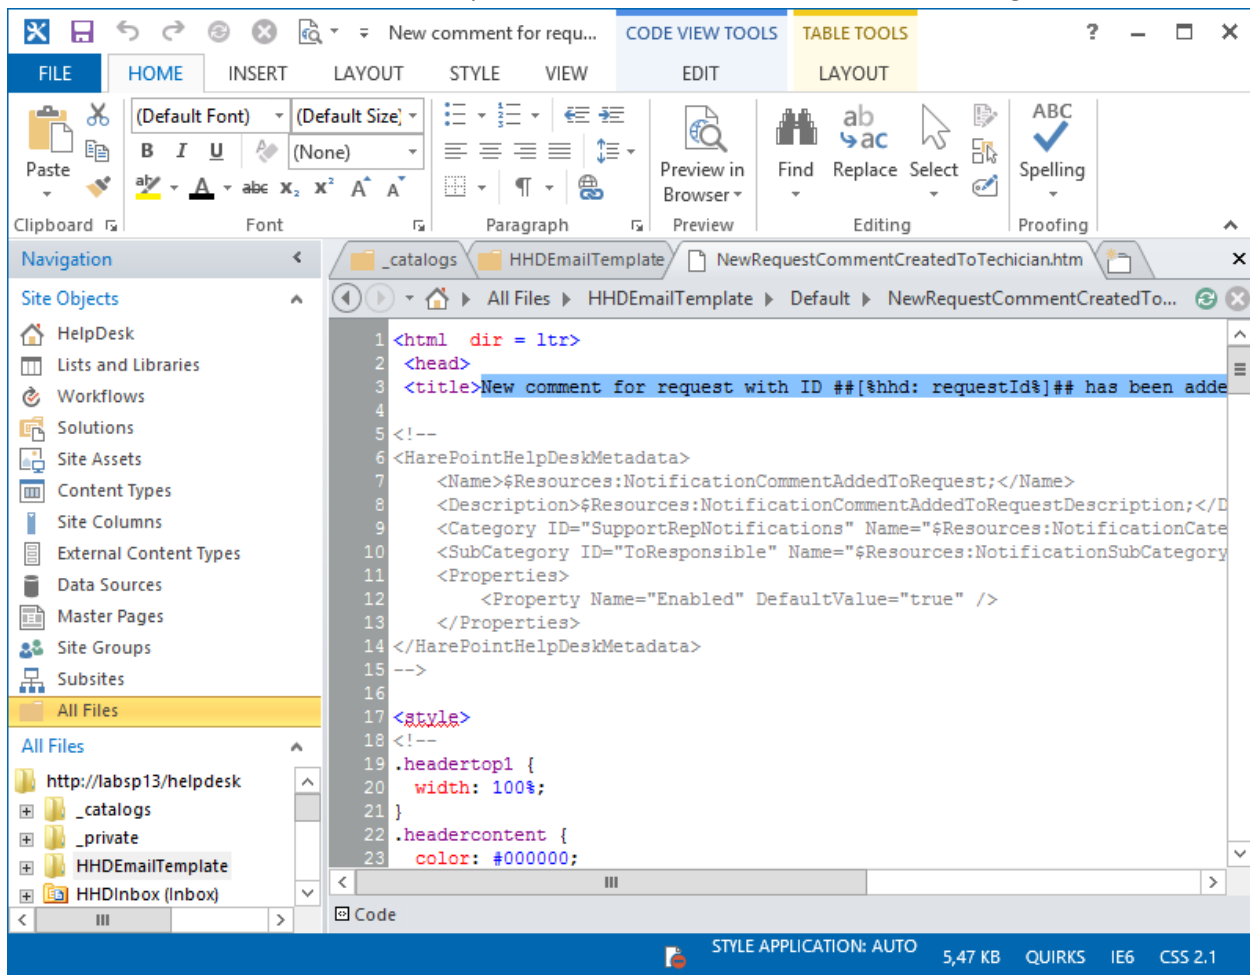 New comment for requ... CODE VIEW TOOLS TABLE TOOLS ?
FILE HOME INSERT LAYOUT STYLE VIEW EDIT LAYOUT
(Default Font) (Default Size)
B I U (None)
Paste
aby A abc X₂ X² A A
ab ac
Preview in Browser
Find Replace Select
ABC Spelling
Clipboard Font Paragraph Preview Editing Proofing
Navigation
Site Objects
HelpDesk
Lists and Libraries
Workflows
Solutions
Site Assets
Content Types
Site Columns
External Content Types
Data Sources
Master Pages
Site Groups
Subsites
All Files
All Files
http://labsp13/helpdesk
_catalogs
_private
HHDEmailTemplate
HHDInbox (Inbox)
_catalogs HHDEmailTemplate NewRequestCommentCreatedToTechician.htm
All Files HHDEmailTemplate Default NewRequestCommentCreatedTo...
1 <html  dir = ltr>
2 <head>
3 <title>New comment for request with ID ##[%hhd: requestId%]## has been adde
4
5 <!--
6 <HarePointHelpDeskMetadata>
7 <Name>$Resources:NotificationCommentAddedToRequest;</Name>
8 <Description>$Resources:NotificationCommentAddedToRequestDescription;</D
9 <Category ID="SupportRepNotifications" Name="$Resources:NotificationCate
10 <SubCategory ID="ToResponsible" Name="$Resources:NotificationSubCategory
11 <Properties>
12 <Property Name="Enabled" DefaultValue="true" />
13 </Properties>
14 </HarePointHelpDeskMetadata>
15 -->
16
17 <style>
18 <!--
19 .headertop1 {
20 width: 100%;
21 }
22 .headercontent {
23 color: #000000;
Code
STYLE APPLICATION: AUTO 5,47 KB QUIRKS IE6 CSS 2.1